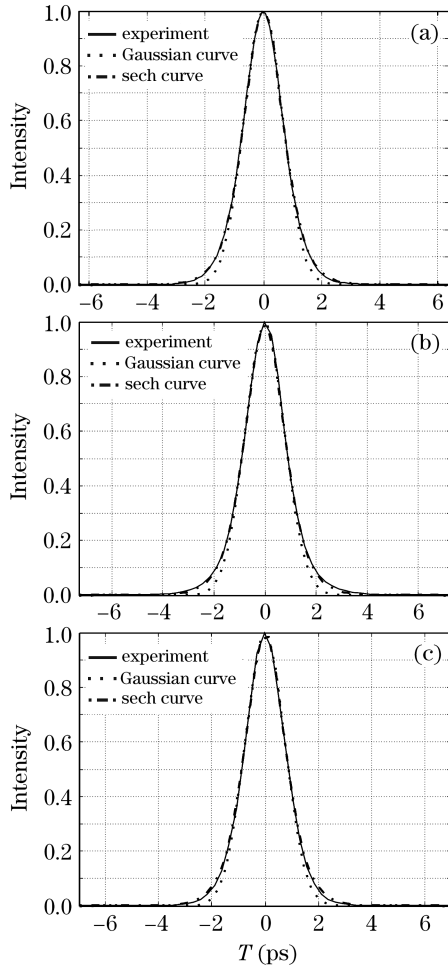 (a)
experiment
Gaussian curve
sech curve
Intensity
1.0
0.8
0.6
0.4
0.2
0.0
−6 −4 −2 0 2 4 6
(b)
experiment
Gaussian curve
sech curve
Intensity
1.0
0.8
0.6
0.4
0.2
0.0
−6 −4 −2 0 2 4 6
(c)
experiment
Gaussian curve
sech curve
Intensity
1.0
0.8
0.6
0.4
0.2
0.0
−6 −4 −2 0 2 4 6
T (ps)